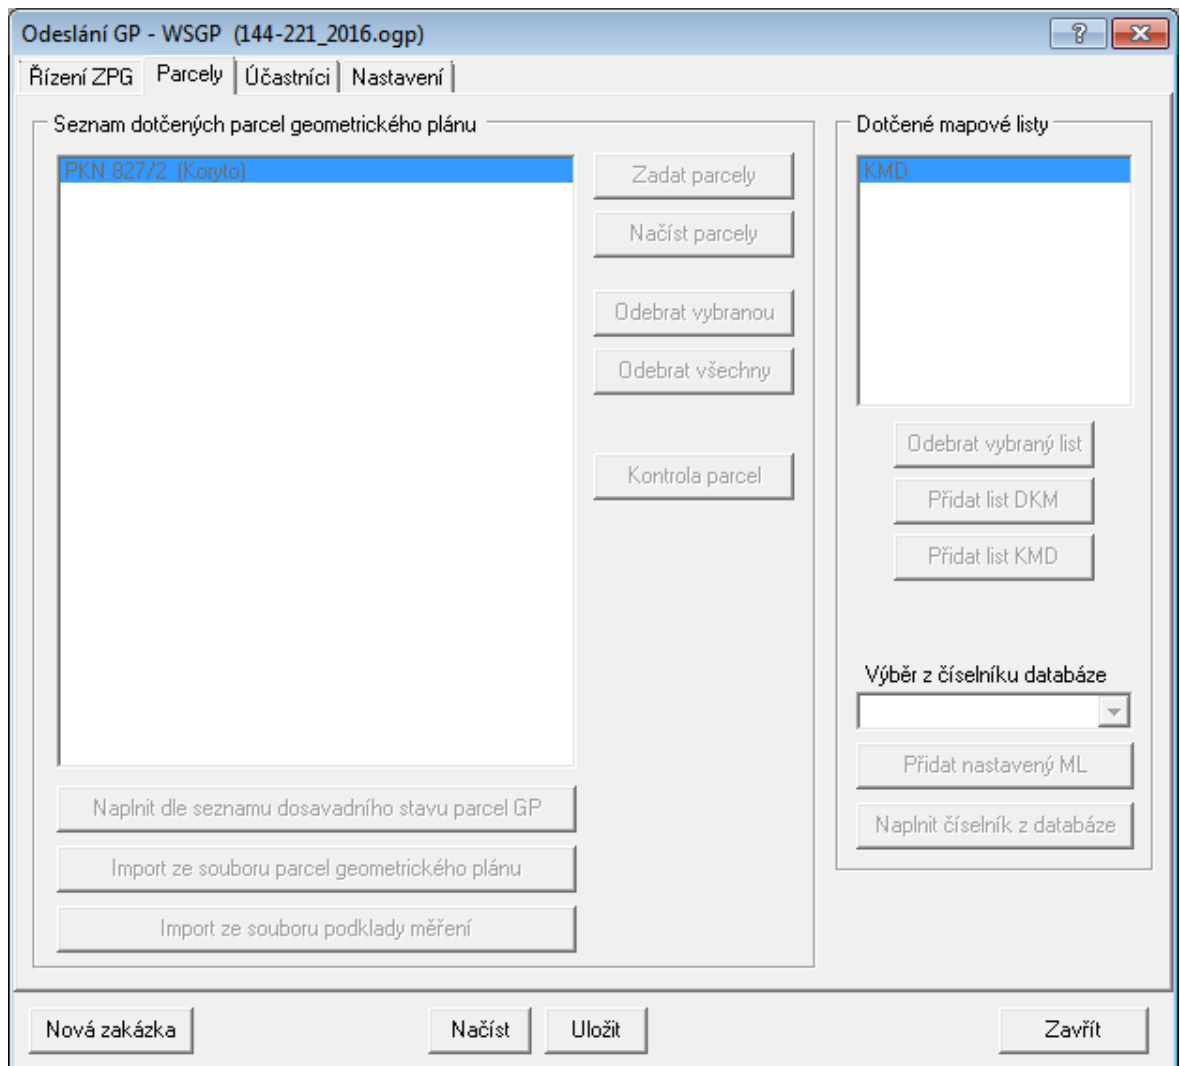 Odeslání GP - WSGP (144-221_2016.ogp)
Řízení ZPG Parcely Účastníci Nastavení
Seznam dotčených parcel geometrického plánu
PKN 827/2 (Koryto)
Zadat parcely
Načíst parcely
Odebrat vybranou
Odebrat všechny
Kontrola parcel
Naplnit dle seznamu dosavadního stavu parcel GP
Import ze souboru parcel geometrického plánu
Import ze souboru podklady měření
Dotčené mapové listy
KMD
Odebrat vybraný list
Přidat list DKM
Přidat list KMD
Výběr z číselníku databáze
Přidat nastavený ML
Naplnit číselník z databáze
Nová zakázka Načíst Uložit Zavřít